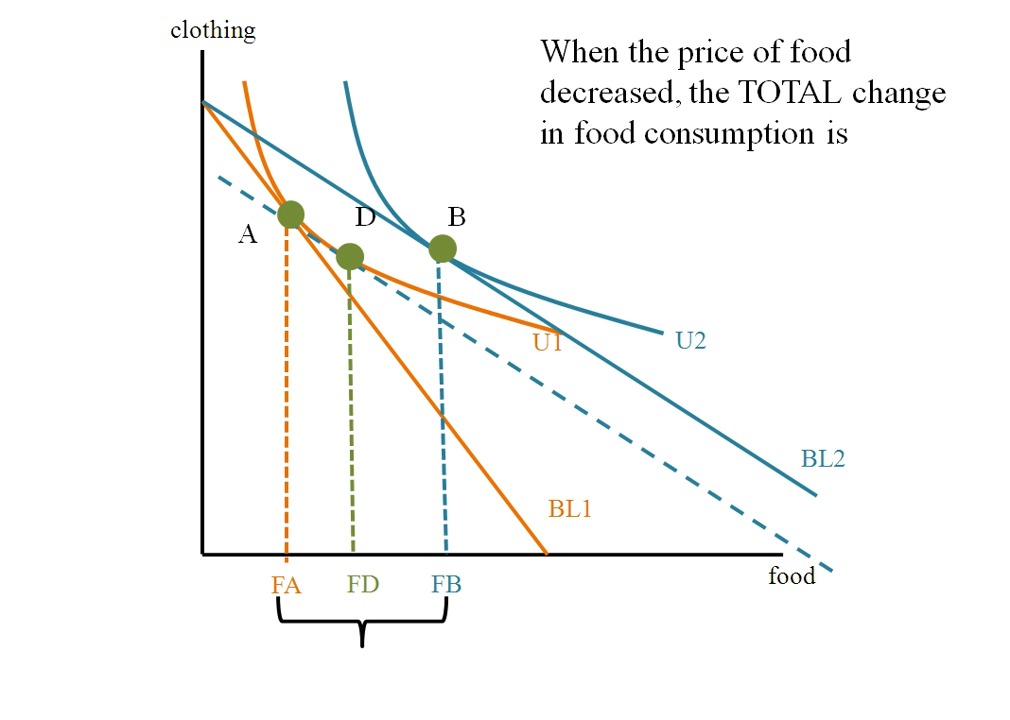 clothing
When the price of food
decreased, the TOTAL change
in food consumption is
D
B
A
U1
U2
BL2
BL1
food
FA
FD
FB